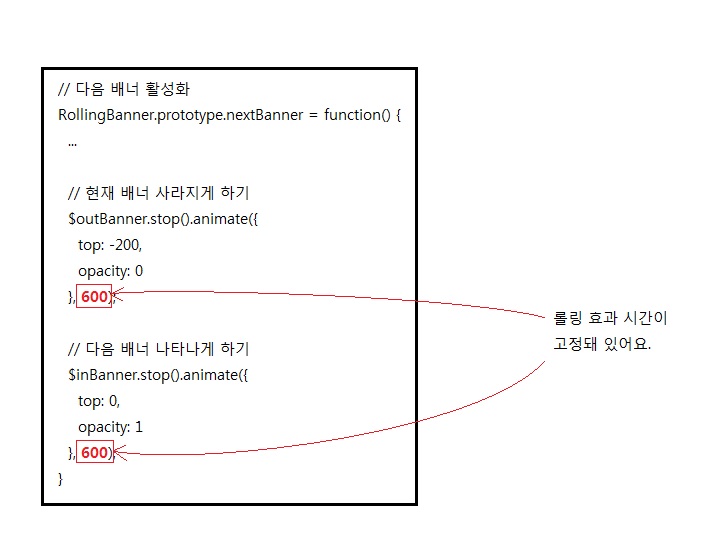 // 다음 배너 활성화
RollingBanner.prototype.nextBanner = function() {
...
// 현재 배너 사라지게 하기
$outBanner.stop().animate({
top: -200,
opacity: 0
}, 600);
// 다음 배너 나타나게 하기
$inBanner.stop().animate({
top: 0,
opacity: 1
}, 600);
}
롤링 효과 시간이
고정돼 있어요.